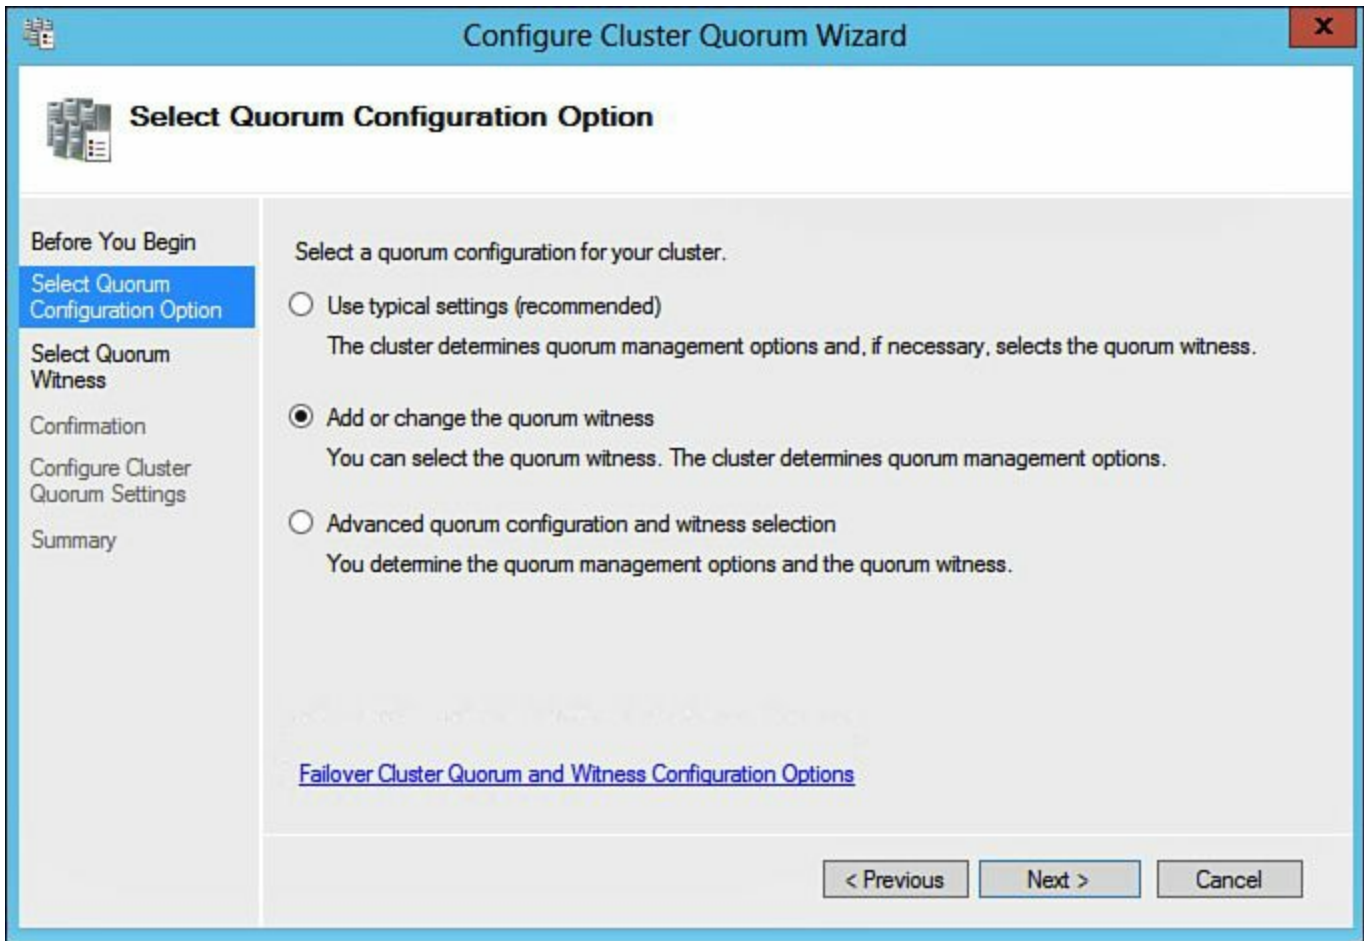 Configure Cluster Quorum Wizard
x
Select Quorum Configuration Option
Before You Begin
Select Quorum
Configuration Option
Select Quorum
Witness
Confirmation
Configure Cluster
Quorum Settings
Summary
Select a quorum configuration for your cluster.
Use typical settings (recommended)
The cluster determines quorum management options and, if necessary, selects the quorum witness.
Add or change the quorum witness
You can select the quorum witness. The cluster determines quorum management options.
Advanced quorum configuration and witness selection
You determine the quorum management options and the quorum witness.
Failover Cluster Quorum and Witness Configuration Options
< Previous
Next >
Cancel